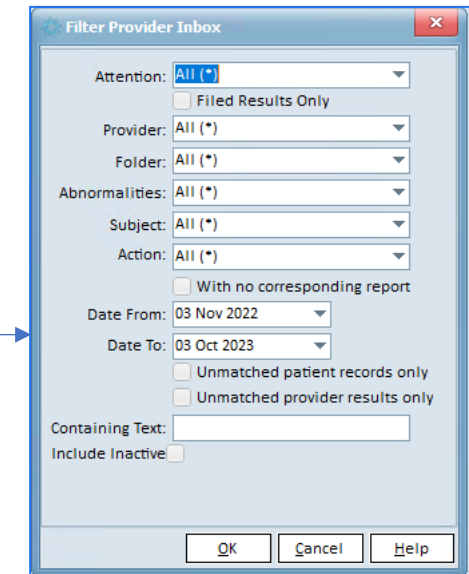 Filter Provider Inbox
Attention: All (*)
Filed Results Only
Provider: All (*)
Folder: All (*)
Abnormalities: All (*)
Subject: All (*)
Action: All (*)
With no corresponding report
Date From: 03 Nov 2022
Date To: 03 Oct 2023
Unmatched patient records only
Unmatched provider results only
Containing Text:
Include Inactive
OK Cancel Help